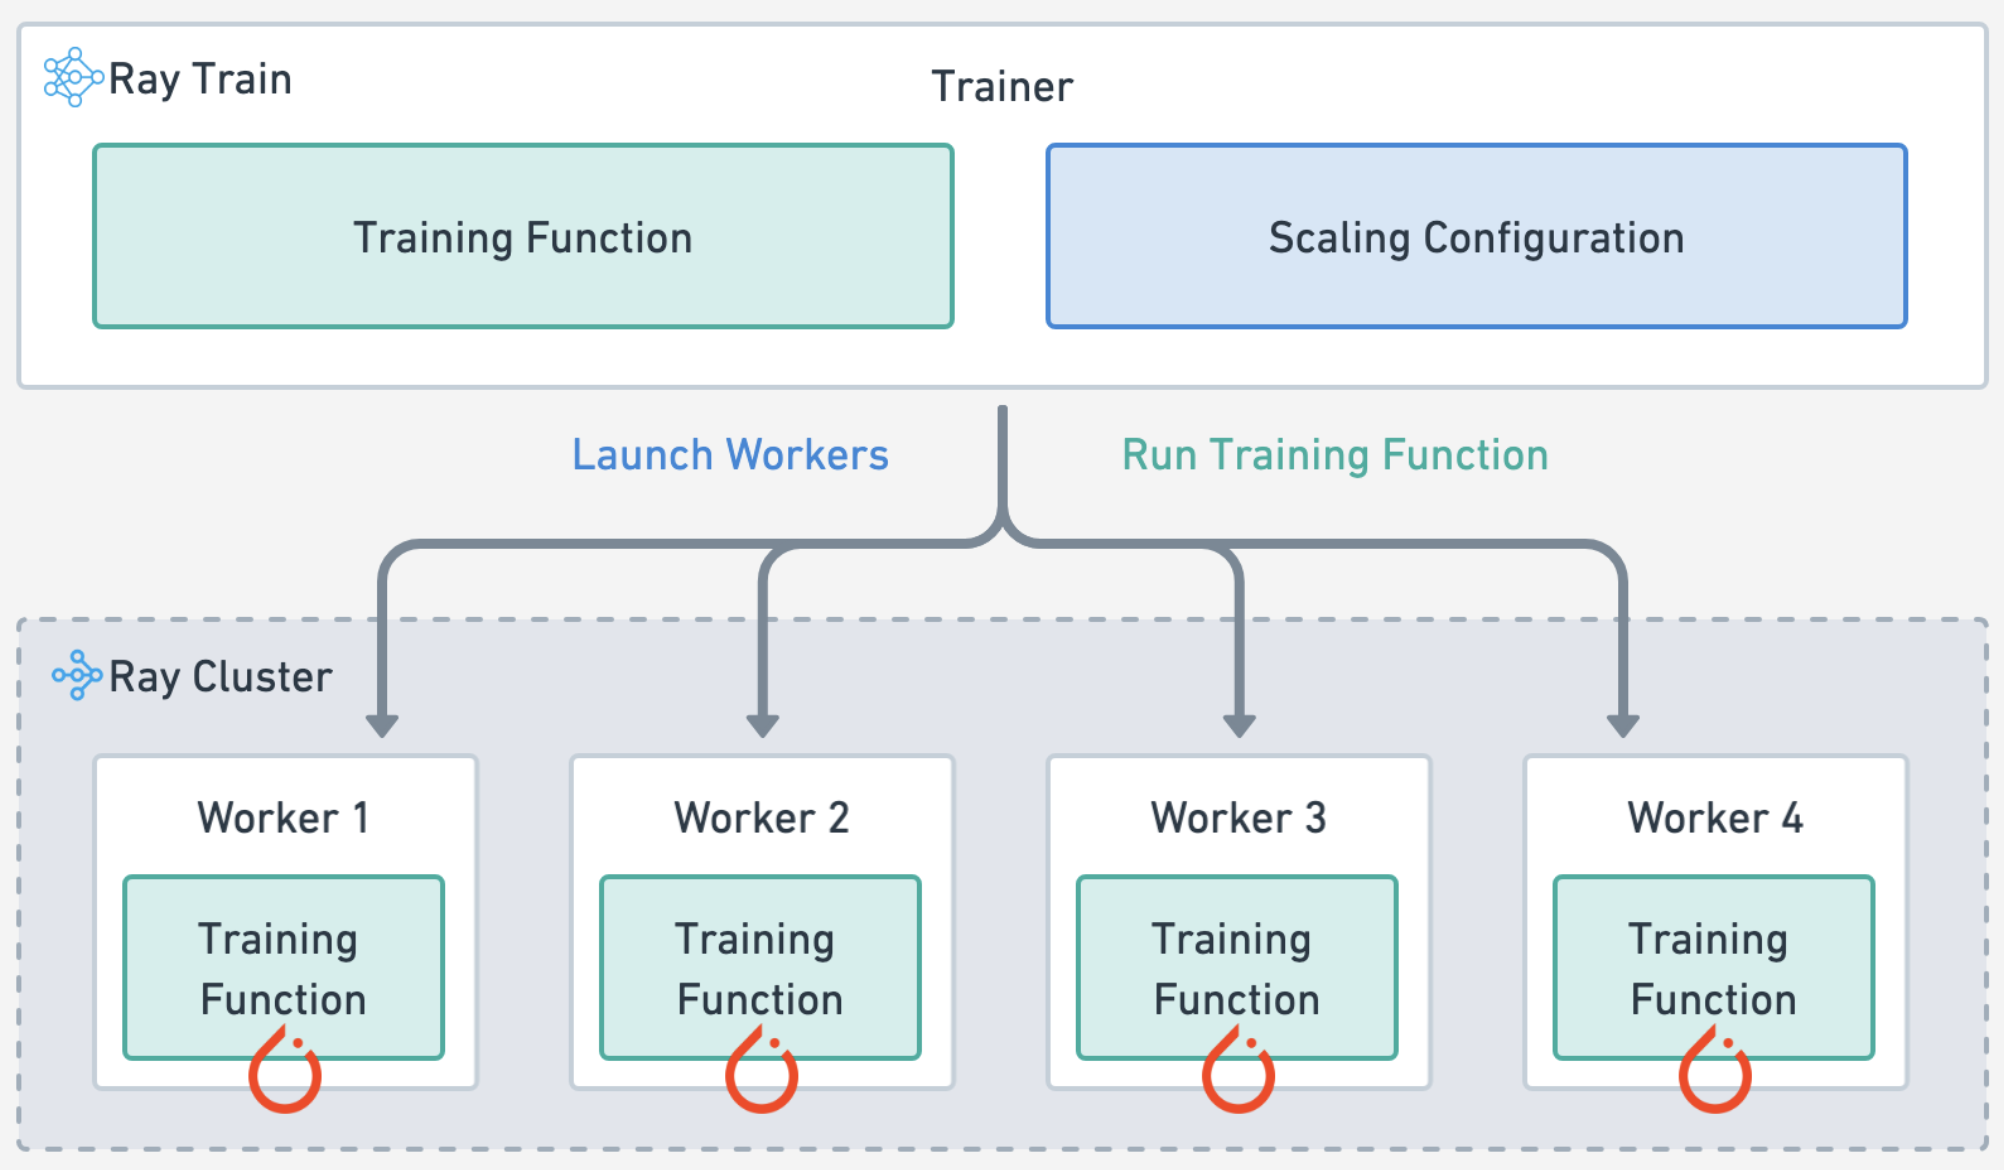 Ray Train
Trainer
Training Function
Scaling Configuration
Launch Workers
Run Training Function
Ray Cluster
Worker 1
Training
Function
Worker 2
Training
Function
Worker 3
Training
Function
Worker 4
Training
Function